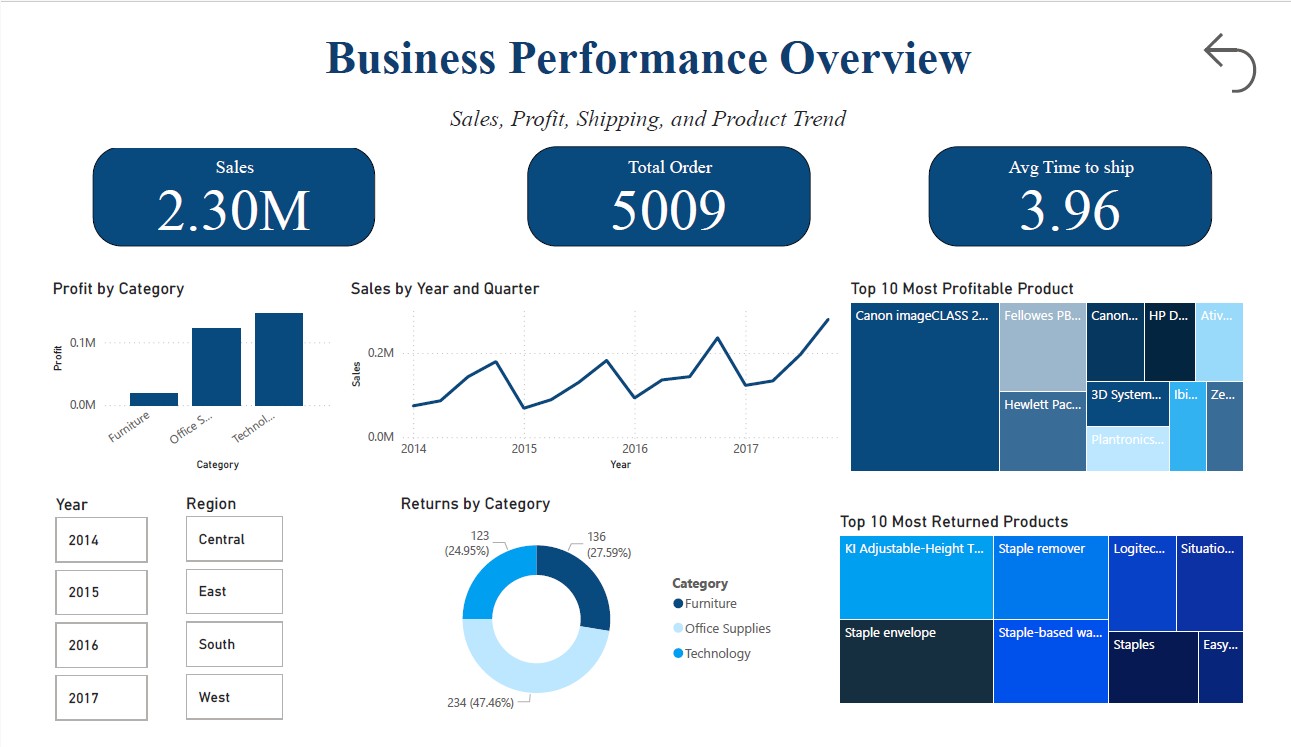 Business Performance Overview
Sales, Profit, Shipping, and Product Trend
Sales
2.30M
Total Order
5009
Avg Time to ship
3.96
Profit by Category
Profit
0.1M
0.0M
Furniture
Office S...
Technol...
Category
Sales by Year and Quarter
Sales
0.2M
0.0M
2014
2015
2016
2017
Year
Top 10 Most Profitable Product
Canon imageCLASS 2...
Fellowes PB...
Hewlett Pac...
Canon...
HP D...
Ativ...
3D System...
Plantronics...
Ibi...
Ze...
Year
2014
2015
2016
2017
Region
Central
East
South
West
Returns by Category
123
(24.95%)
136
(27.59%)
234 (47.46%)
Category
Furniture
Office Supplies
Technology
Top 10 Most Returned Products
KI Adjustable-Height T...
Staple envelope
Staple remover
Staple-based wa...
Logitec...
Situatio...
Staples
Easy...